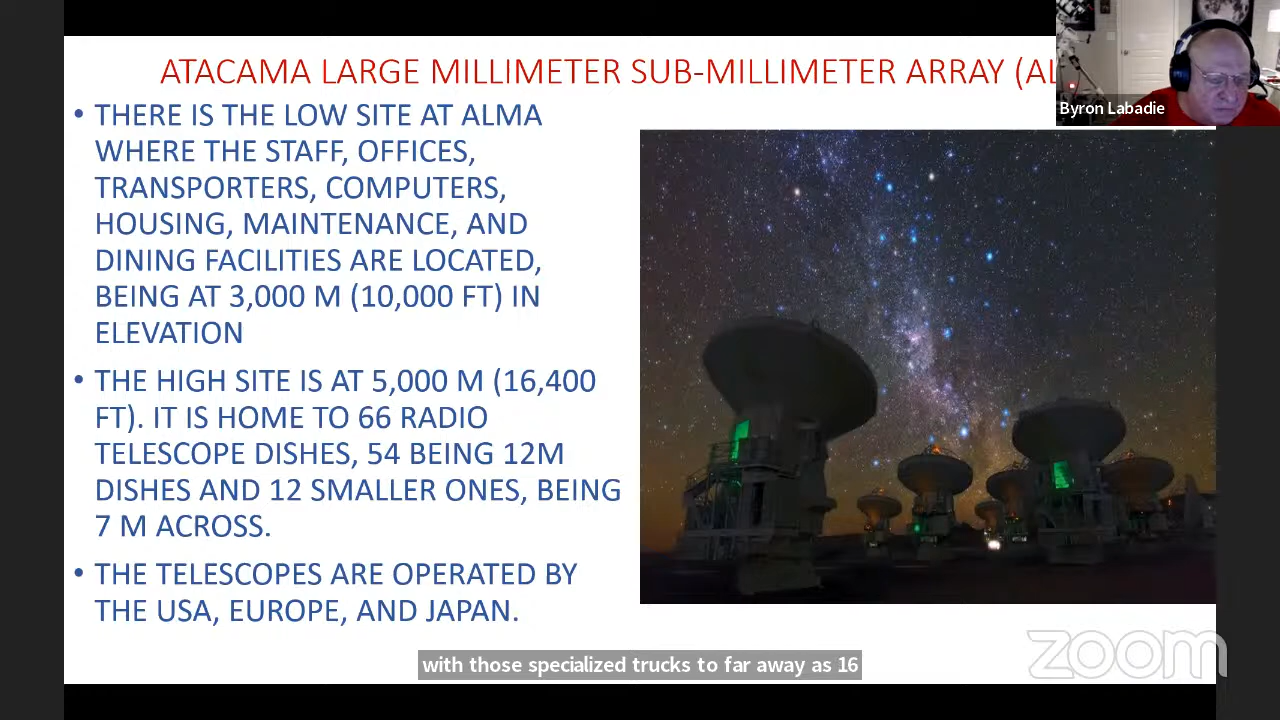 ATACAMA LARGE MILLIMETER SUB-MILLIMETER ARRAY (AL
Byron Labadie
• THERE IS THE LOW SITE AT ALMA
WHERE THE STAFF, OFFICES,
TRANSPORTERS, COMPUTERS,
HOUSING, MAINTENANCE, AND
DINING FACILITIES ARE LOCATED,
BEING AT 3,000 M (10,000 FT) IN
ELEVATION
• THE HIGH SITE IS AT 5,000 M (16,400
FT). IT IS HOME TO 66 RADIO
TELESCOPE DISHES, 54 BEING 12M
DISHES AND 12 SMALLER ONES, BEING
7 M ACROSS.
• THE TELESCOPES ARE OPERATED BY
THE USA, EUROPE, AND JAPAN.
with those specialized trucks to far away as 16
zoom